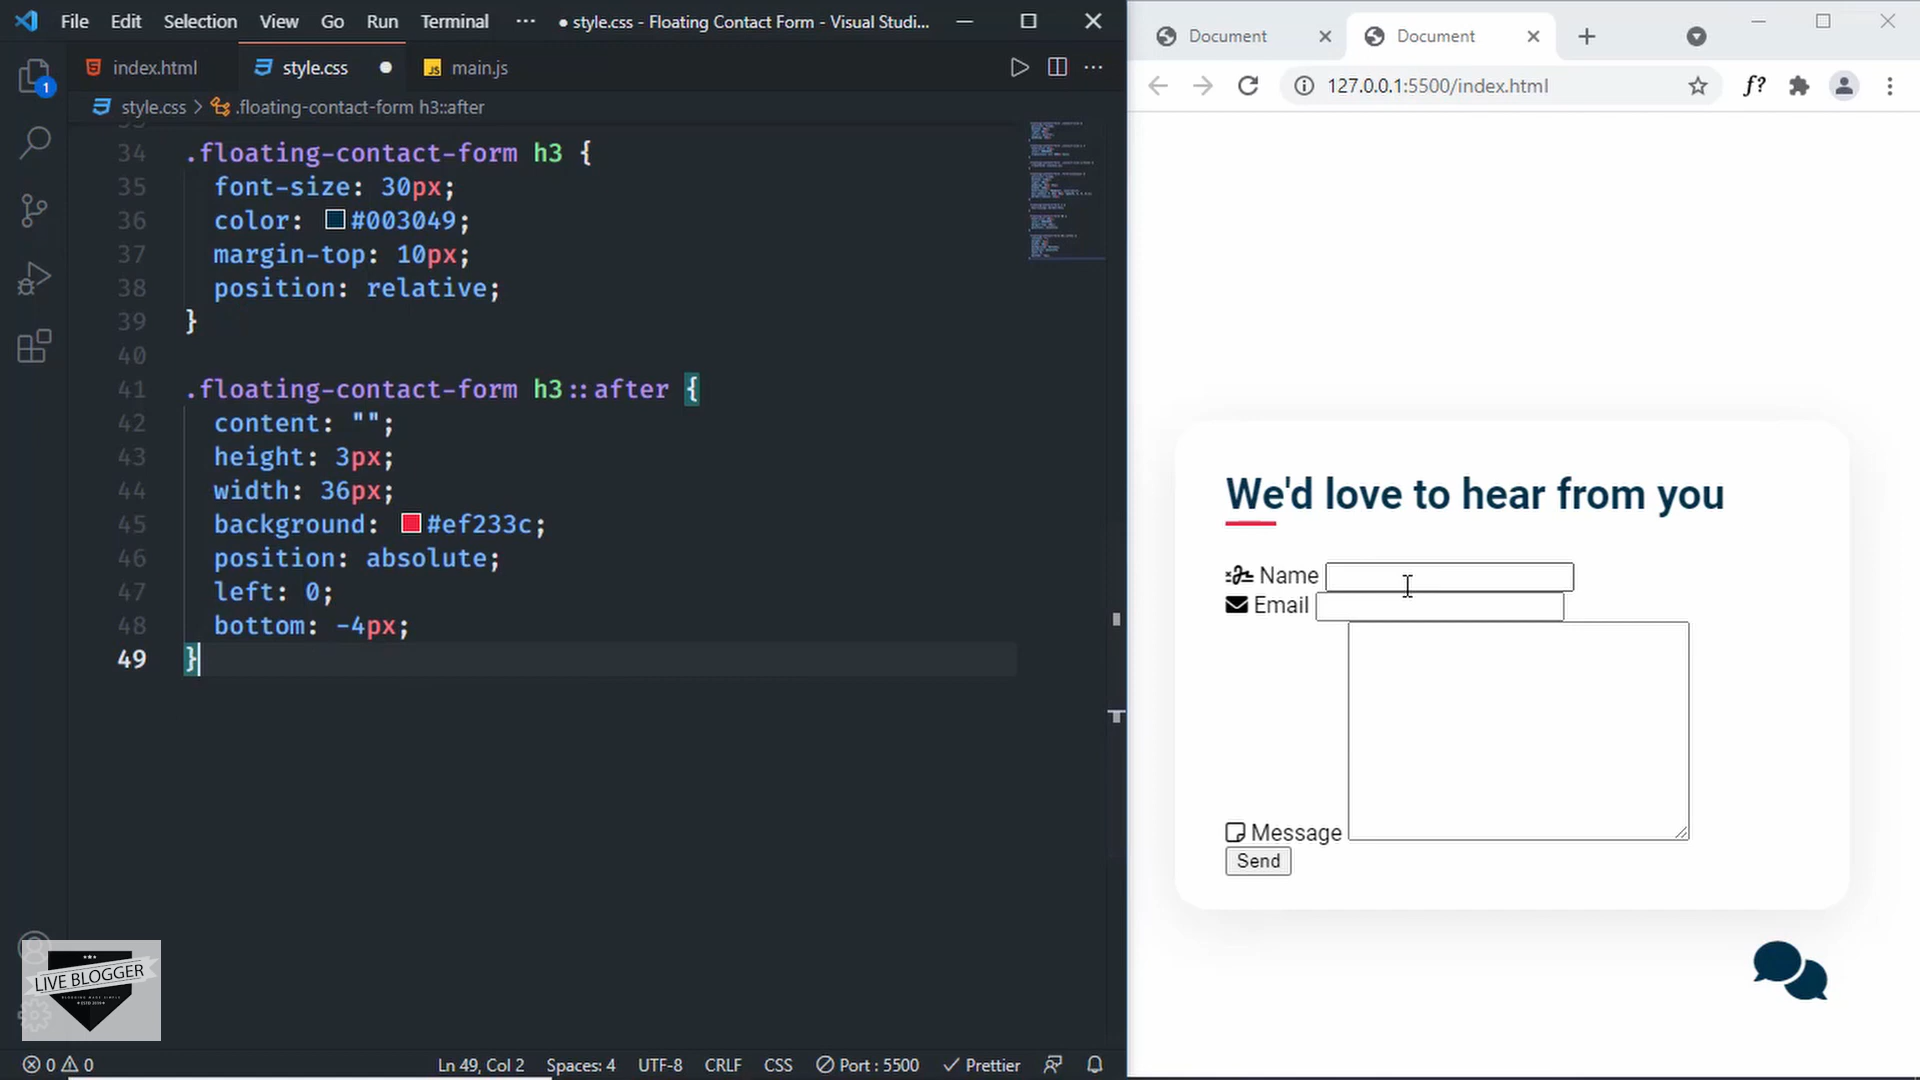 File Edit Selection View Go Run Terminal ··· ● style.css - Floating Contact Form - Visual Studi...
index.html style.css ● main.js
style.css > .floating-contact-form h3::after
34 .floating-contact-form h3 {
35 font-size: 30px;
36 color: #003049;
37 margin-top: 10px;
38 position: relative;
39 }
40
41 .floating-contact-form h3::after {
42 content: "";
43 height: 3px;
44 width: 36px;
45 background: #ef233c;
46 position: absolute;
47 left: 0;
48 bottom: -4px;
49 }
1
LIVE BLOGGER
0 0 Ln 49, Col 2 Spaces: 4 UTF-8 CRLF CSS Port : 5500 Prettier
Document Document
127.0.0.1:5500/index.html f?
We'd love to hear from you
Name
Email
Message
Send